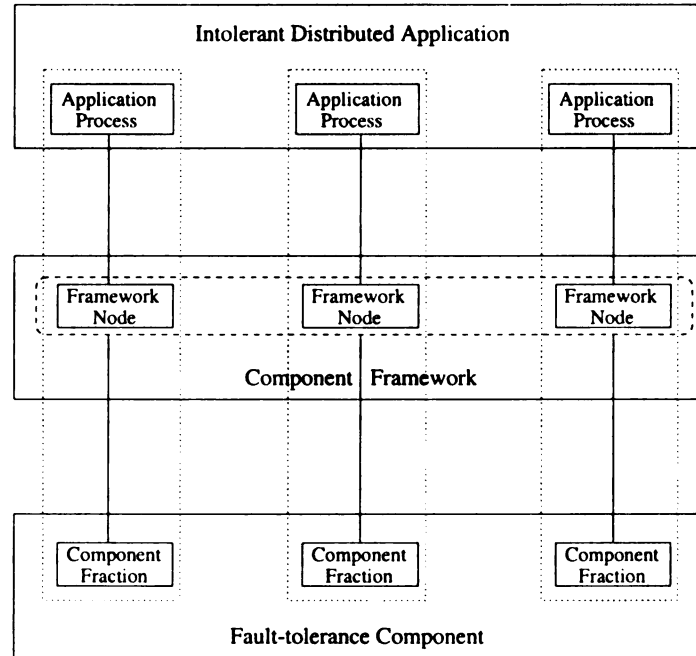 Intolerant Distributed Application
Application
Process
Application
Process
Application
Process
Framework
Node
Framework
Node
Framework
Node
Component Framework
Component
Fraction
Component
Fraction
Component
Fraction
Fault-tolerance Component